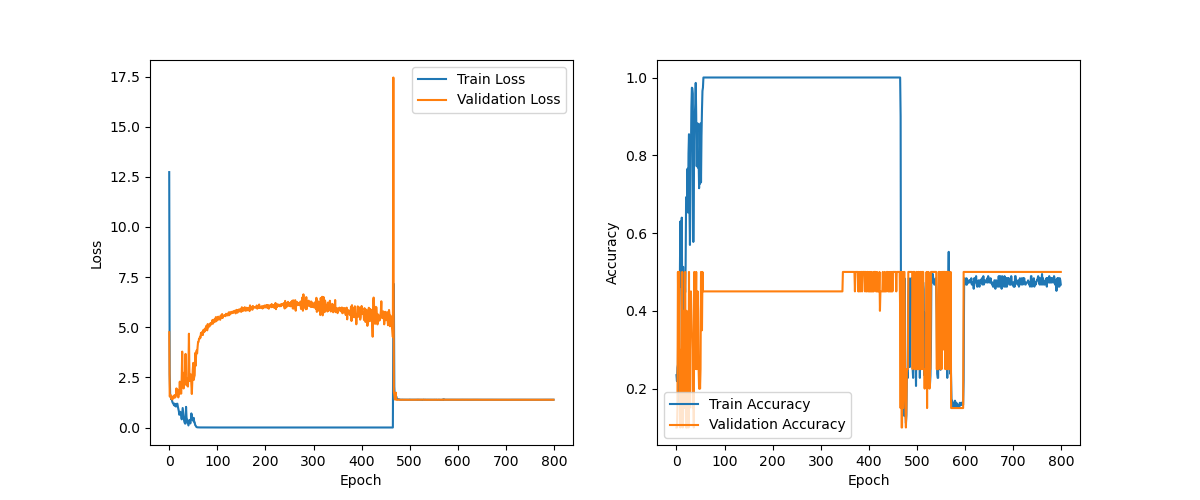 17.5
15.0
12.5
10.0
7.5
5.0
2.5
0.0
Loss
0 100 200 300 400 500 600 700 800
Epoch
Train Loss
Validation Loss
1.0
0.8
0.6
0.4
0.2
Accuracy
0 100 200 300 400 500 600 700 800
Epoch
Train Accuracy
Validation Accuracy